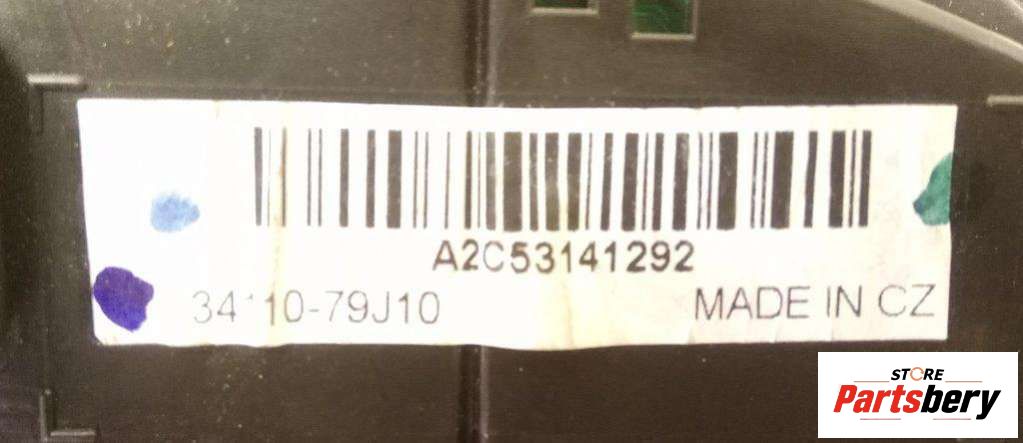 A2C53141292
34110-79J10
MADE IN CZ
STORE
Partsbery